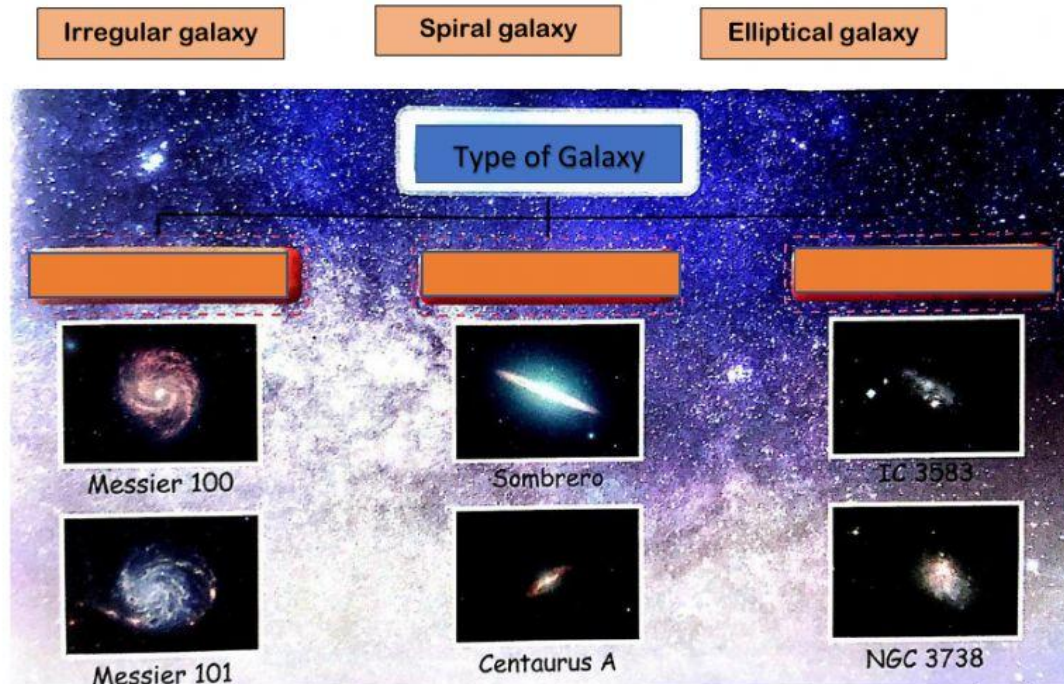 Irregular galaxy
Spiral galaxy
Elliptical galaxy
Type of Galaxy
Messier 100
Sombrero
IC 3583
Messier 101
Centaurus A
NGC 3738